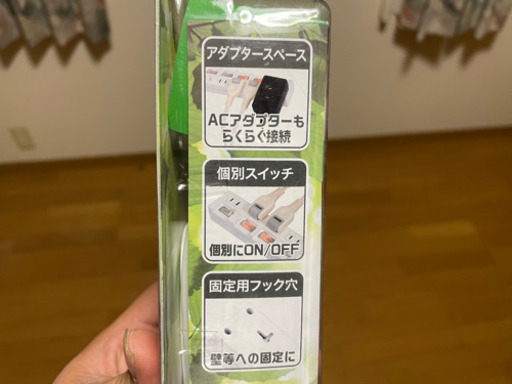 アダプタースペース
ACアダプターも
らくらく接続
個別スイッチ
個別にON/OFF
固定用フック穴
壁等への固定に